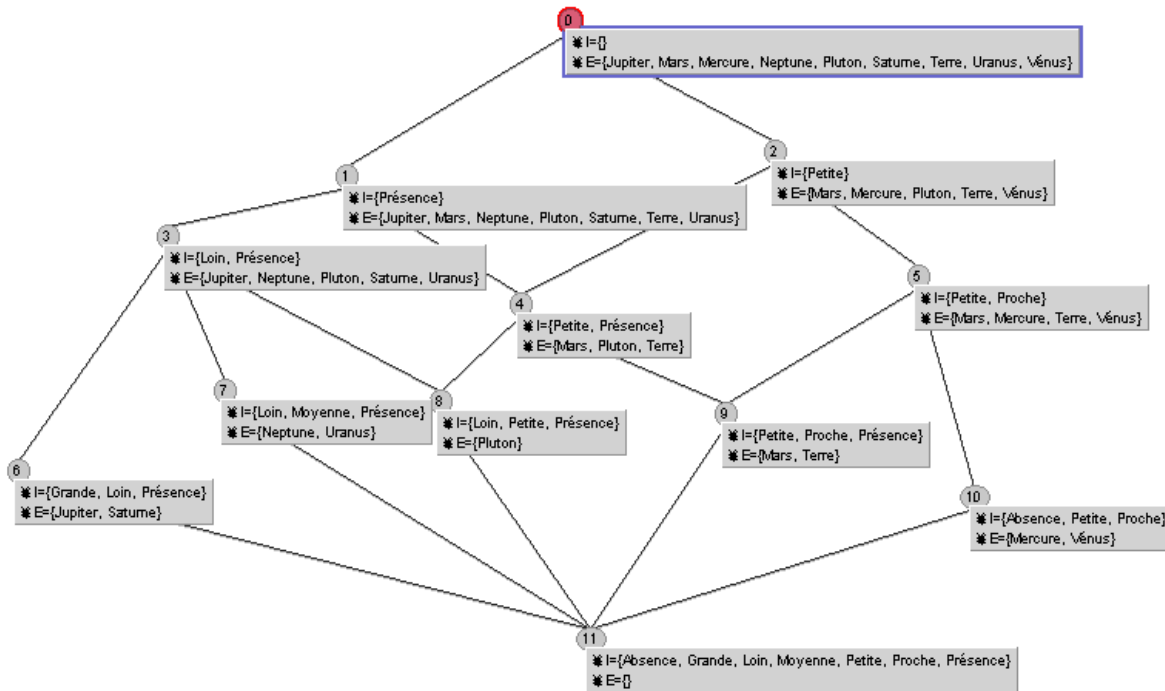 0
I={}
E={Jupiter, Mars, Mercure, Neptune, Pluton, Saturne, Terre, Uranus, Vénus}
1
I={Présence}
E={Jupiter, Mars, Neptune, Pluton, Saturne, Terre, Uranus}
2
I={Petite}
E={Mars, Mercure, Pluton, Terre, Vénus}
3
I={Loin, Présence}
E={Jupiter, Neptune, Pluton, Saturne, Uranus}
4
I={Petite, Présence}
E={Mars, Pluton, Terre}
5
I={Petite, Proche}
E={Mars, Mercure, Terre, Vénus}
7
I={Loin, Moyenne, Présence}
E={Neptune, Uranus}
8
I={Loin, Petite, Présence}
E={Pluton}
9
I={Petite, Proche, Présence}
E={Mars, Terre}
6
I={Grande, Loin, Présence}
E={Jupiter, Saturne}
10
I={Absence, Petite, Proche}
E={Mercure, Vénus}
11
I={Absence, Grande, Loin, Moyenne, Petite, Proche, Présence}
E={}